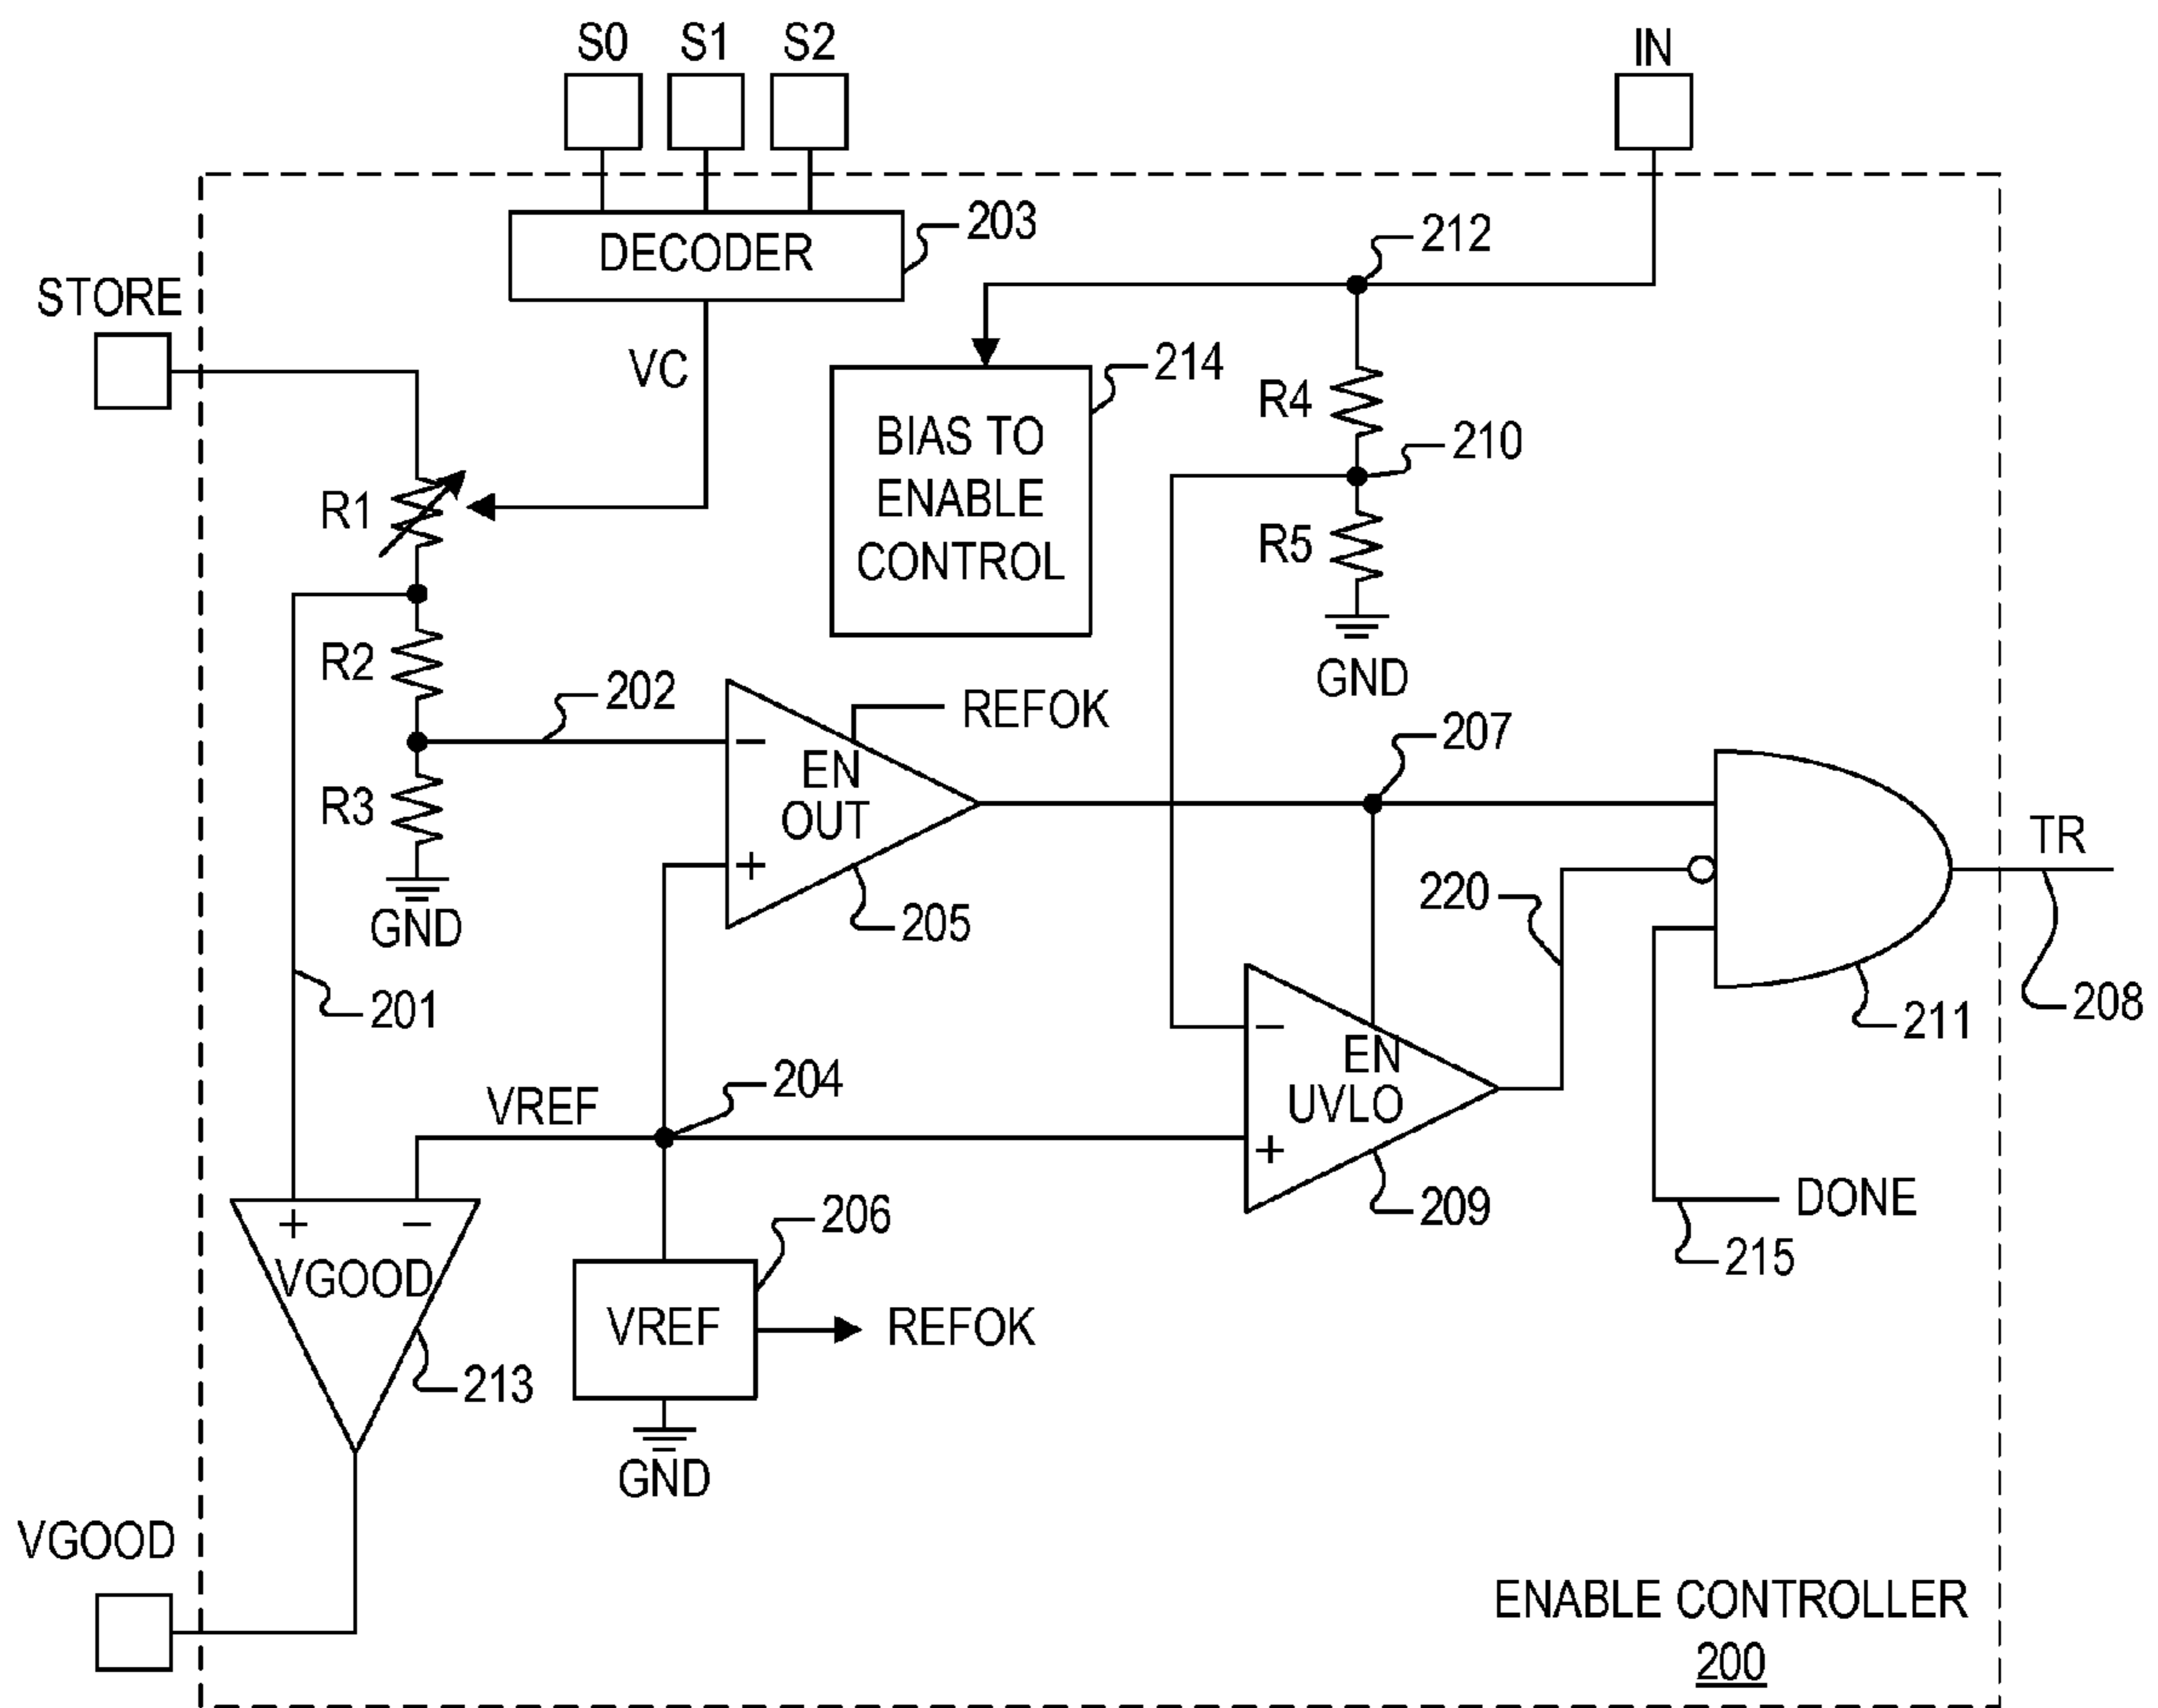 S0
S1
S2
IN
203
DECODER
212
STORE
VC
214
R4
BIAS TO
ENABLE
CONTROL
210
R1
R5
GND
R2
202
REFOK
207
−
EN
OUT
R3
+
TR
GND
205
220
201
−
211
208
EN
UVLO
204
VREF
+
209
DONE
206
215
+ −
VGOOD
VREF
REFOK
213
GND
VGOOD
ENABLE CONTROLLER
200